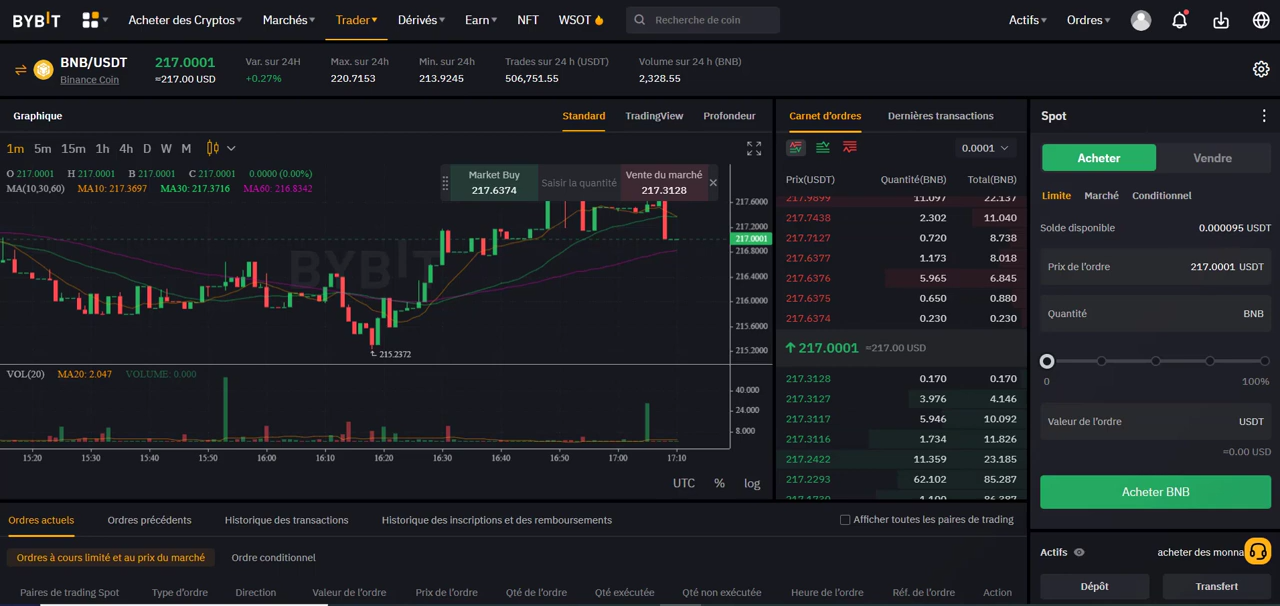 BYBIT Acheter des Cryptos Marchés Trader Dérivés Earn NFT WSOT Recherche de coin Actifs Ordres
BNB/USDT
Binance Coin
217.0001
≈217.00 USD
Var. sur 24H
+0.27%
Max. sur 24h
220.7153
Min. sur 24h
213.9245
Trades sur 24 h (USDT)
506,751.55
Volume sur 24 h (BNB)
2,328.55
Graphique
Standard TradingView Profondeur
1m 5m 15m 1h 4h D W M
O 217.0001 H 217.0001 B 217.0001 C 217.0001 0.0000 (0.00%)
MA(10,30,60) MA10: 217.3697 MA30: 217.3716 MA60: 216.8342
Market Buy
217.6374
Saisir la quantité
Vente du marché
217.3128
BYBIT
217.6000
217.2000
217.0001
216.8000
216.4000
216.0000
215.6000
215.2000
215.2372
VOL(20) MA20: 2.047 VOLUME: 0.000
40.000
24.000
8.000
15:20 15:30 15:40 15:50 16:00 16:10 16:20 16:30 16:40 16:50 17:00 17:10
UTC % log
Carnet d'ordres Dernières transactions
0.0001
Prix(USDT) Quantité(BNB) Total(BNB)
217.9899 11.097 22.137
217.7438 2.302 11.040
217.7127 0.720 8.738
217.6377 1.173 8.018
217.6376 5.965 6.845
217.6375 0.650 0.880
217.6374 0.230 0.230
217.0001 ≈217.00 USD
217.3128 0.170 0.170
217.3127 3.976 4.146
217.3117 5.946 10.092
217.3116 1.734 11.826
217.2422 11.359 23.185
217.2293 62.102 85.287
217.1730 1.100 86.387
Spot
Acheter Vendre
Limite Marché Conditionnel
Solde disponible 0.000095 USDT
Prix de l'ordre 217.0001 USDT
Quantité BNB
0 100%
Valeur de l'ordre USDT
≈0.00 USD
Acheter BNB
Actifs acheter des monna
Dépôt Transfert
Ordres actuels Ordres précédents Historique des transactions Historique des inscriptions et des remboursements Afficher toutes les paires de trading
Ordres à cours limité et au prix du marché Ordre conditionnel
Paires de trading Spot Type d'ordre Direction Valeur de l'ordre Prix de l'ordre Qté de l'ordre Qté exécutée Qté non exécutée Heure de l'ordre Réf. de l'ordre Action